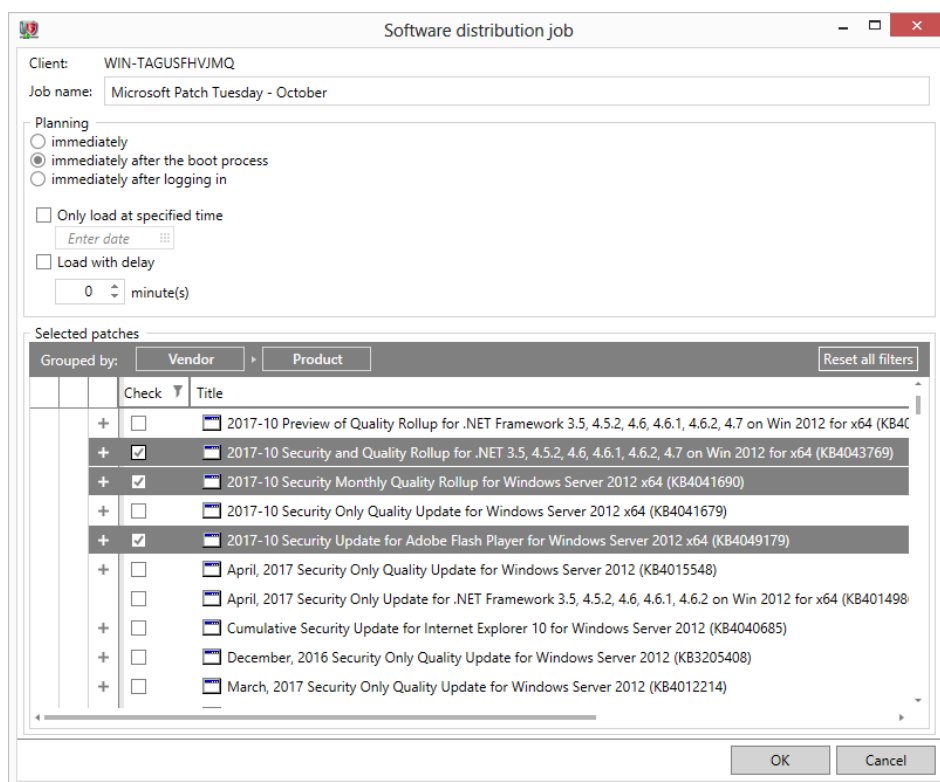 Software distribution job
Client: WIN-TAGUSFHVJMQ
Job name: Microsoft Patch Tuesday - October
Planning
immediately
immediately after the boot process
immediately after logging in
Only load at specified time
Enter date
Load with delay
0 minute(s)
Selected patches
Grouped by: Vendor Product Reset all filters
Check Title
2017-10 Preview of Quality Rollup for .NET Framework 3.5, 4.5.2, 4.6, 4.6.1, 4.6.2, 4.7 on Win 2012 for x64 (KB40
2017-10 Security and Quality Rollup for .NET 3.5, 4.5.2, 4.6, 4.6.1, 4.6.2, 4.7 on Win 2012 for x64 (KB4043769)
2017-10 Security Monthly Quality Rollup for Windows Server 2012 x64 (KB4041690)
2017-10 Security Only Quality Update for Windows Server 2012 x64 (KB4041679)
2017-10 Security Update for Adobe Flash Player for Windows Server 2012 x64 (KB4049179)
April, 2017 Security Only Quality Update for Windows Server 2012 (KB4015548)
April, 2017 Security Only Update for .NET Framework 3.5, 4.5.2, 4.6, 4.6.1, 4.6.2 on Win 2012 for x64 (KB401498
Cumulative Security Update for Internet Explorer 10 for Windows Server 2012 (KB4040685)
December, 2016 Security Only Quality Update for Windows Server 2012 (KB3205408)
March, 2017 Security Only Quality Update for Windows Server 2012 (KB4012214)
OK Cancel